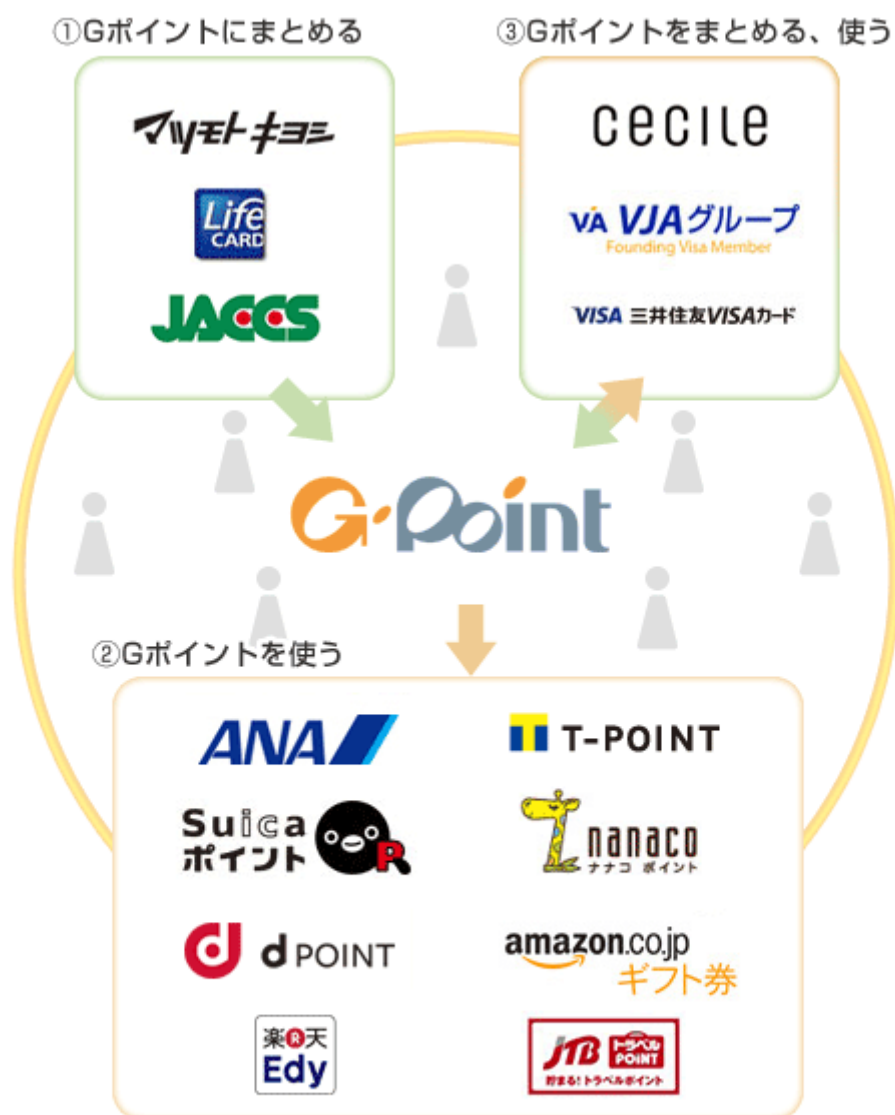 ①Gポイントにまとめる
マツモトキヨシ
Life
CARD
JACCS
③Gポイントをまとめる、使う
cecile
VJA VJAグループ
Founding Visa Member
VISA 三井住友VISAカード
G・Point
②Gポイントを使う
ANA
T-POINT
Suica
ポイント
R
nanaco
ナナコ ポイント
d
d POINT
amazon.co.jp
ギフト券
楽R天
Edy
JTB
トラベル
POINT
貯まる!トラベルポイント